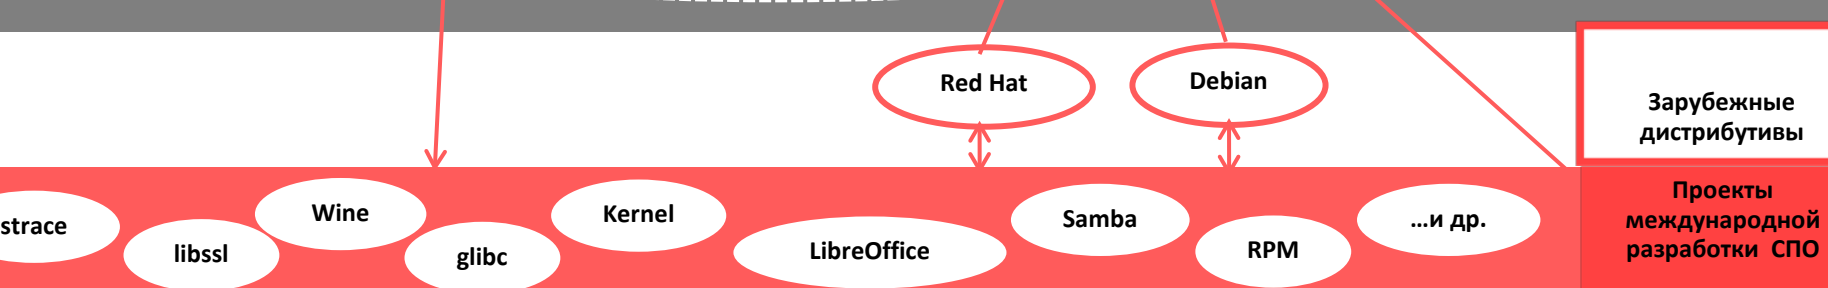 Red Hat
Debian
Зарубежные
дистрибутивы
strace
libssl
Wine
glibc
Kernel
LibreOffice
Samba
RPM
...и др.
Проекты
международной
разработки СПО